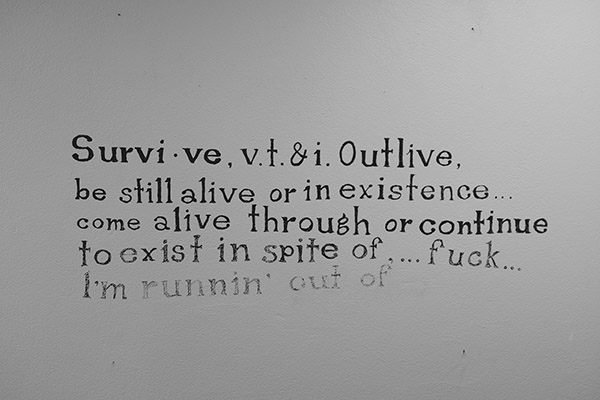 Survi·ve, v.t. & i. Outlive,
be still alive or in existence...
come alive through or continue
to exist in spite of,... fuck...
I'm runnin' out of